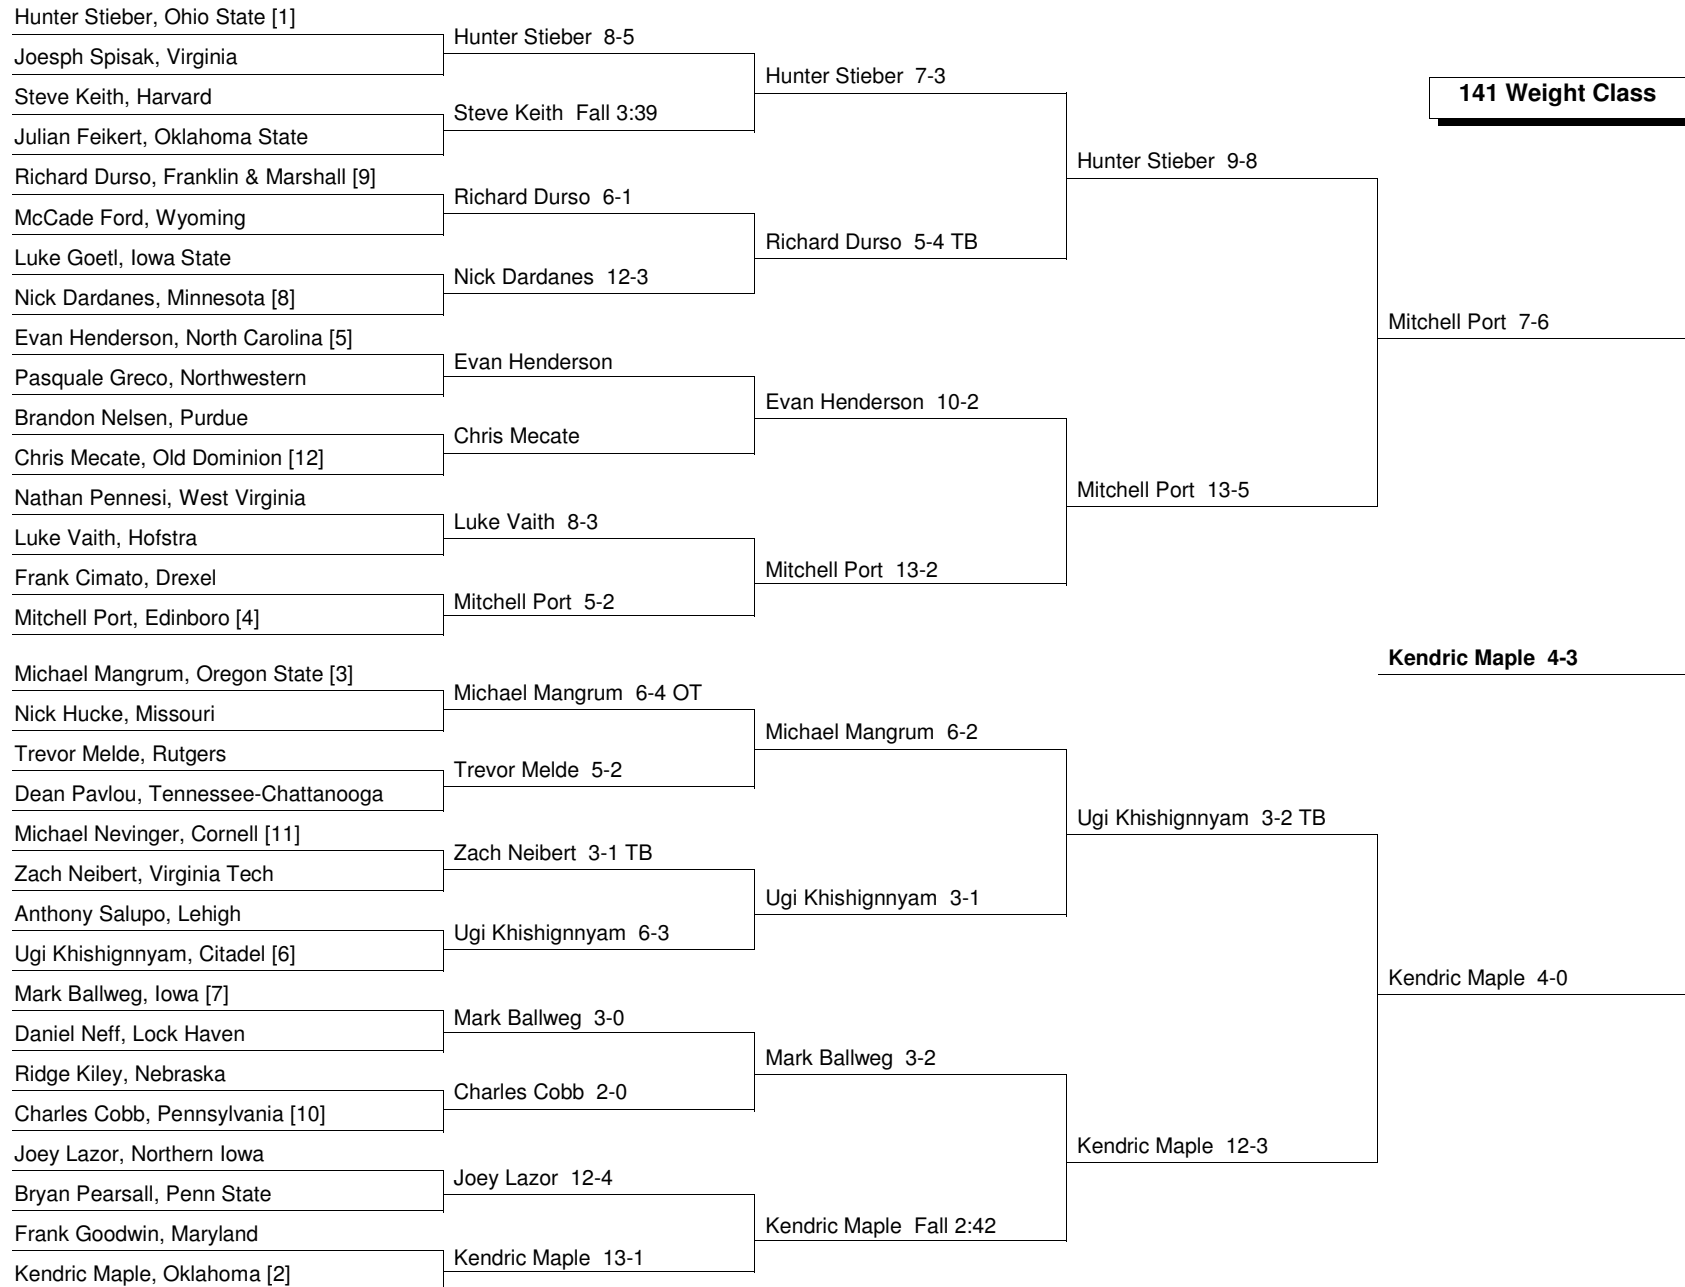 Hunter Stieber, Ohio State [1]
Joesph Spisak, Virginia
Steve Keith, Harvard
Julian Feikert, Oklahoma State
Richard Durso, Franklin & Marshall [9]
McCade Ford, Wyoming
Luke Goetl, Iowa State
Nick Dardanes, Minnesota [8]
Evan Henderson, North Carolina [5]
Pasquale Greco, Northwestern
Brandon Nelsen, Purdue
Chris Mecate, Old Dominion [12]
Nathan Pennesi, West Virginia
Luke Vaith, Hofstra
Frank Cimato, Drexel
Mitchell Port, Edinboro [4]
Michael Mangrum, Oregon State [3]
Nick Hucke, Missouri
Trevor Melde, Rutgers
Dean Pavlou, Tennessee-Chattanooga
Michael Nevinger, Cornell [11]
Zach Neibert, Virginia Tech
Anthony Salupo, Lehigh
Ugi Khishignnyam, Citadel [6]
Mark Ballweg, Iowa [7]
Daniel Neff, Lock Haven
Ridge Kiley, Nebraska
Charles Cobb, Pennsylvania [10]
Joey Lazor, Northern Iowa
Bryan Pearsall, Penn State
Frank Goodwin, Maryland
Kendric Maple, Oklahoma [2]
Hunter Stieber 8-5
Steve Keith Fall 3:39
Richard Durso 6-1
Nick Dardanes 12-3
Evan Henderson
Chris Mecate
Luke Vaith 8-3
Mitchell Port 5-2
Michael Mangrum 6-4 OT
Trevor Melde 5-2
Zach Neibert 3-1 TB
Ugi Khishignnyam 6-3
Mark Ballweg 3-0
Charles Cobb 2-0
Joey Lazor 12-4
Kendric Maple 13-1
Hunter Stieber 7-3
Richard Durso 5-4 TB
Evan Henderson 10-2
Mitchell Port 13-2
Michael Mangrum 6-2
Ugi Khishignnyam 3-1
Mark Ballweg 3-2
Kendric Maple Fall 2:42
Hunter Stieber 9-8
Mitchell Port 13-5
Ugi Khishignnyam 3-2 TB
Kendric Maple 12-3
141 Weight Class
Mitchell Port 7-6
Kendric Maple 4-3
Kendric Maple 4-0